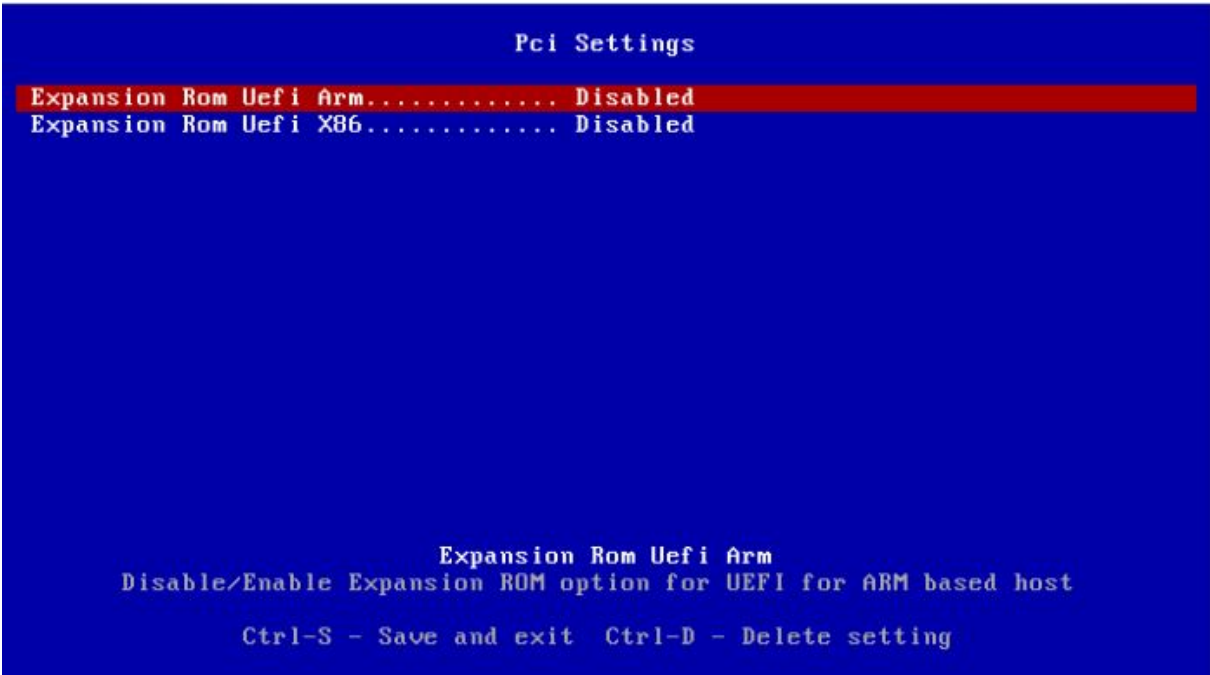 Pci Settings
Expansion Rom Uefi Arm............. Disabled
Expansion Rom Uefi X86............. Disabled
Expansion Rom Uefi Arm
Disable/Enable Expansion ROM option for UEFI for ARM based host
Ctrl-S - Save and exit  Ctrl-D - Delete setting